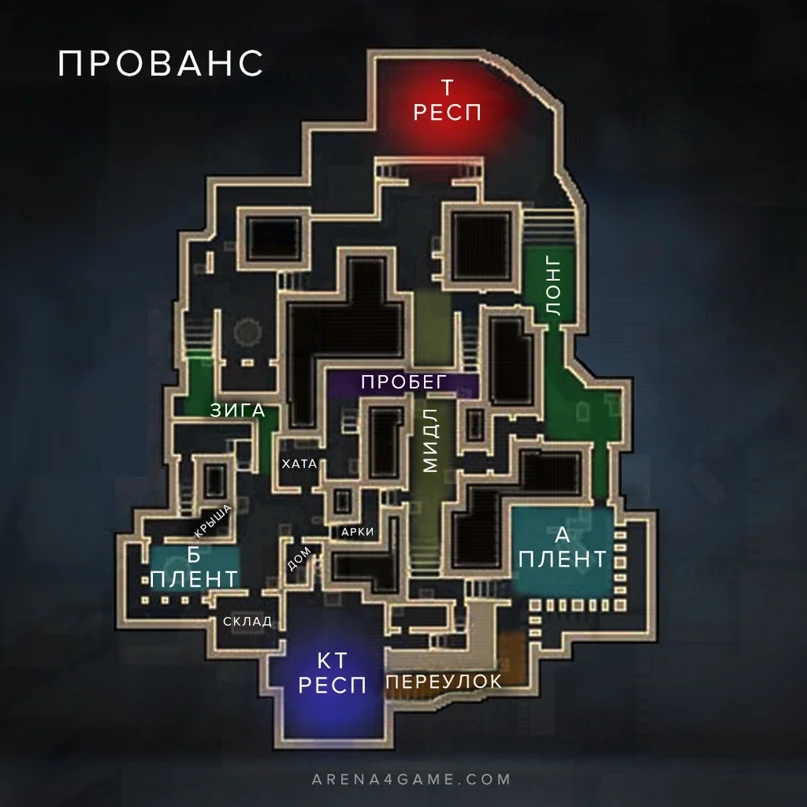 ПРОВАНС
Т
РЕСП
ЛОНГ
ПРОБЕГ
ЗИГА
МИДЛ
ХАТА
КРЫША
АРКИ
А
ПЛЕНТ
Б
ПЛЕНТ
ДОМ
СКЛАД
КТ
РЕСП
ПЕРЕУЛОК
ARENA4GAME.COM